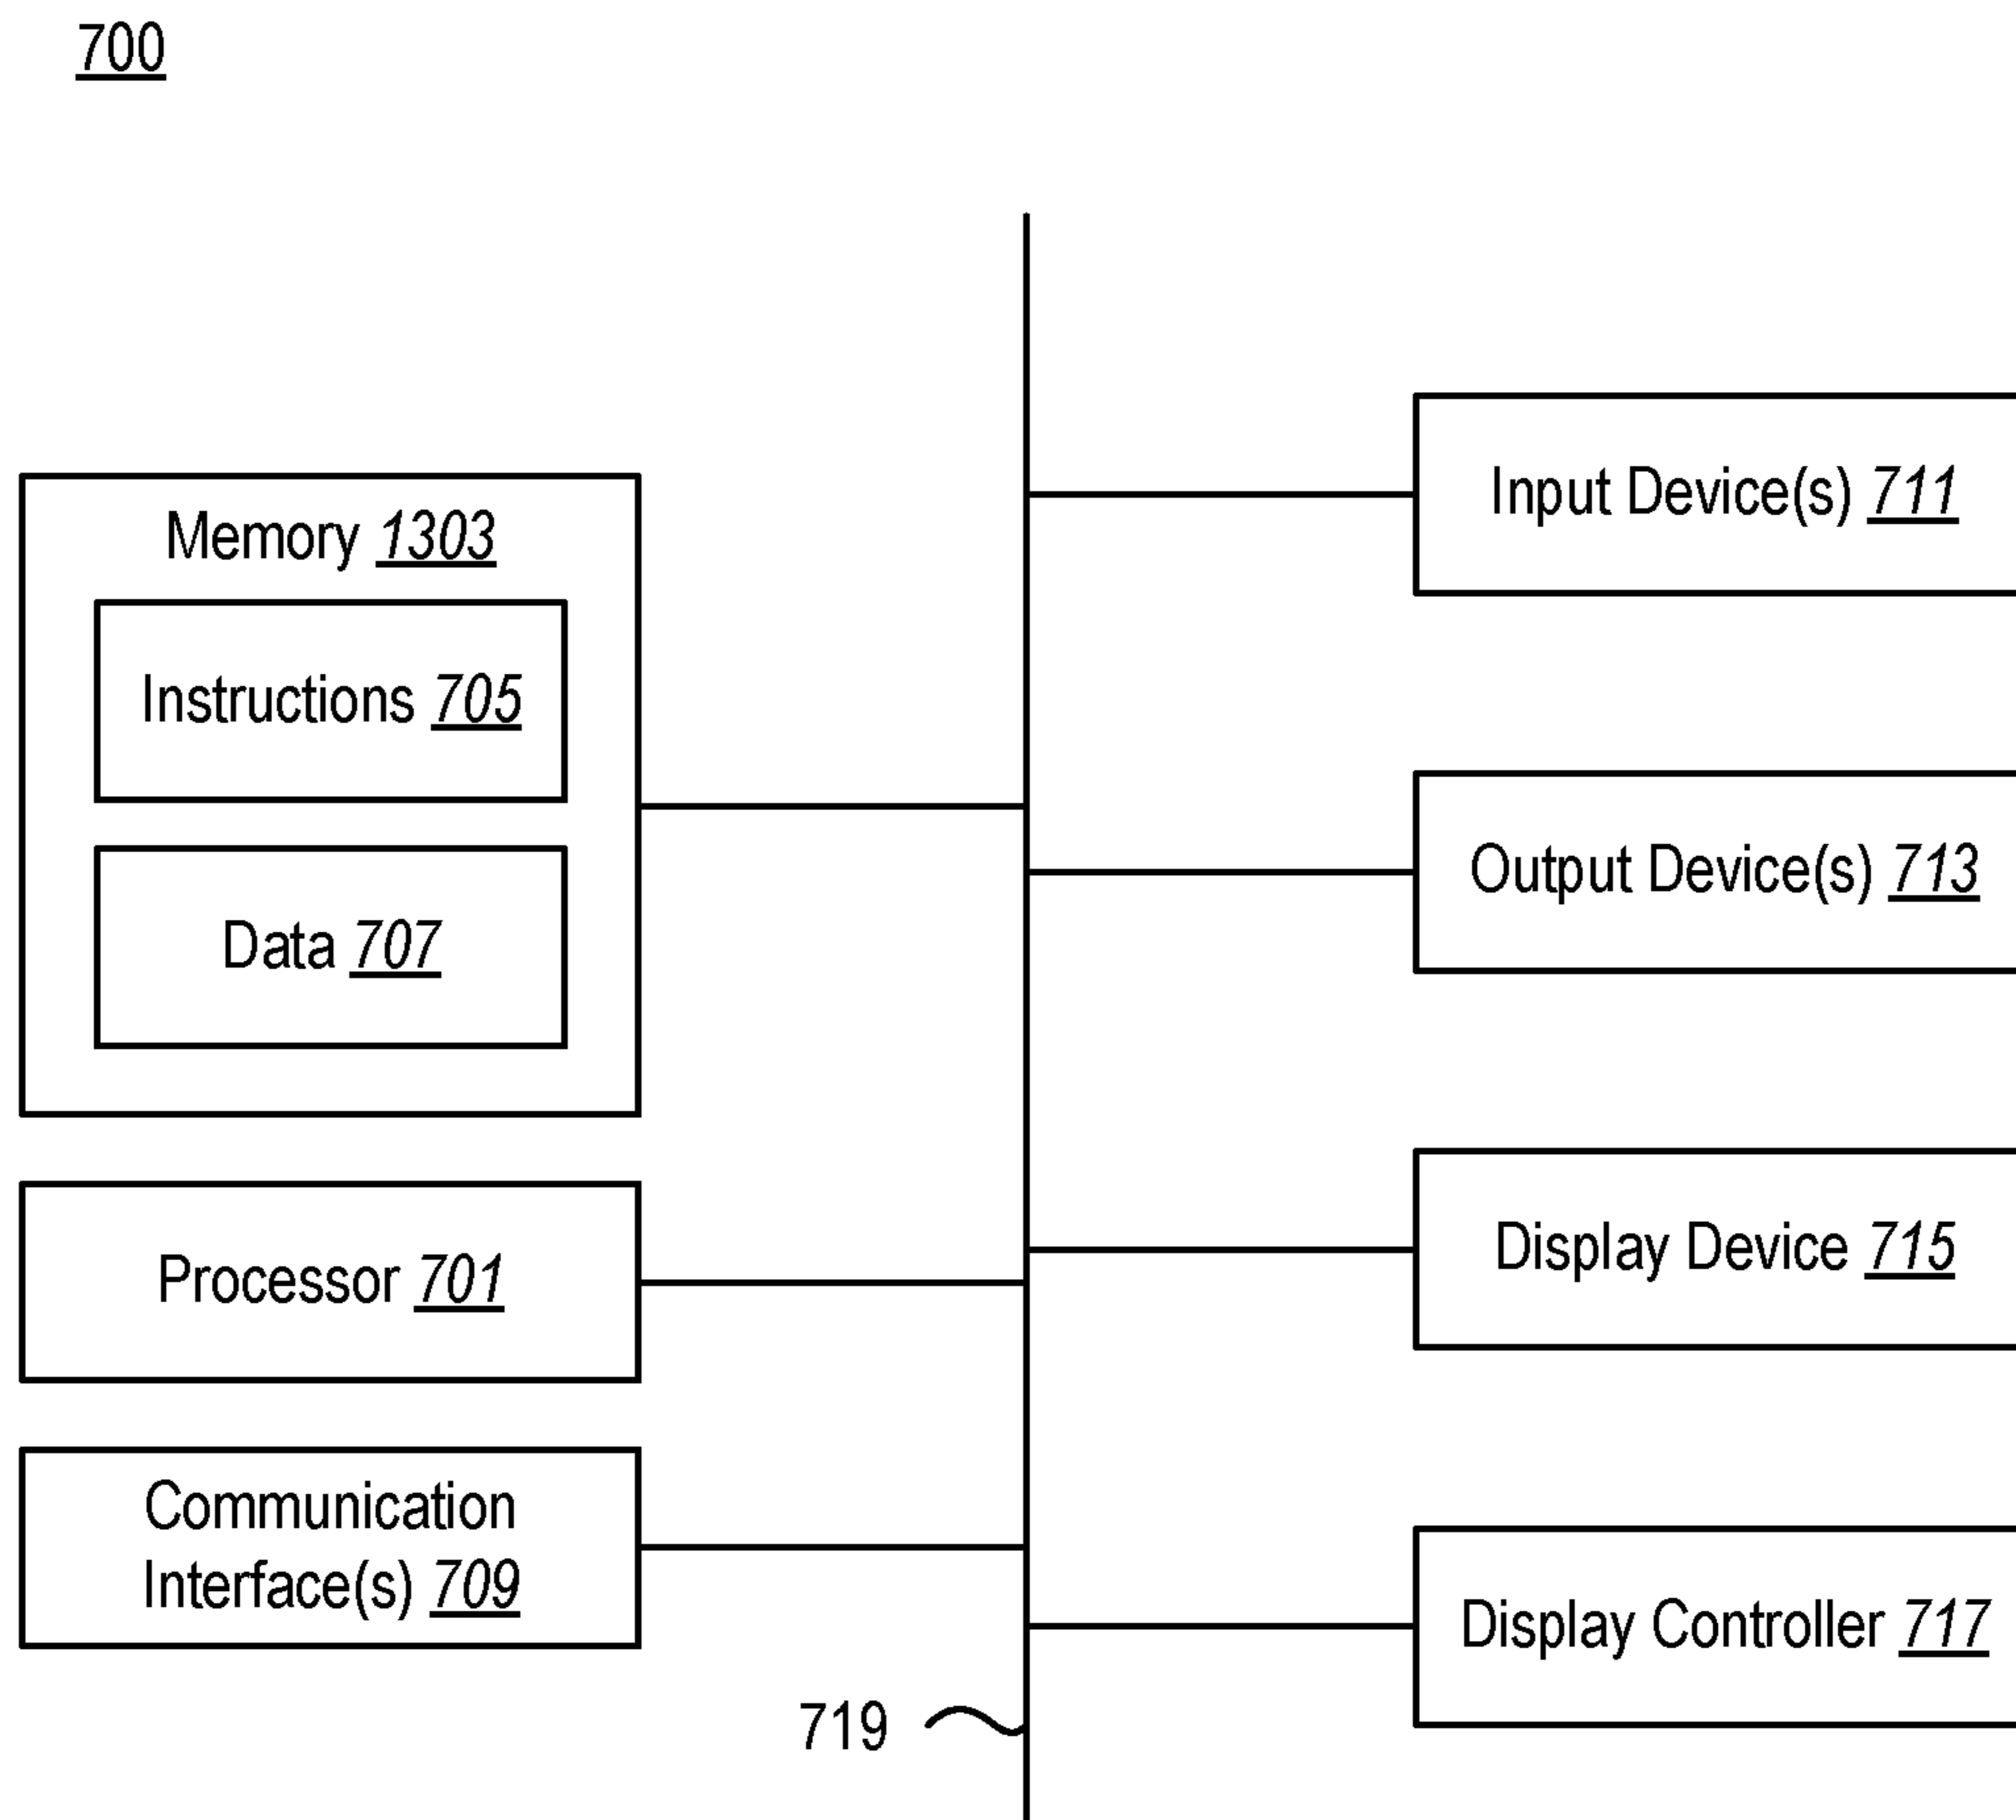 700
Memory 1303
Instructions 705
Data 707
Processor 701
Communication
Interface(s) 709
719
Input Device(s) 711
Output Device(s) 713
Display Device 715
Display Controller 717